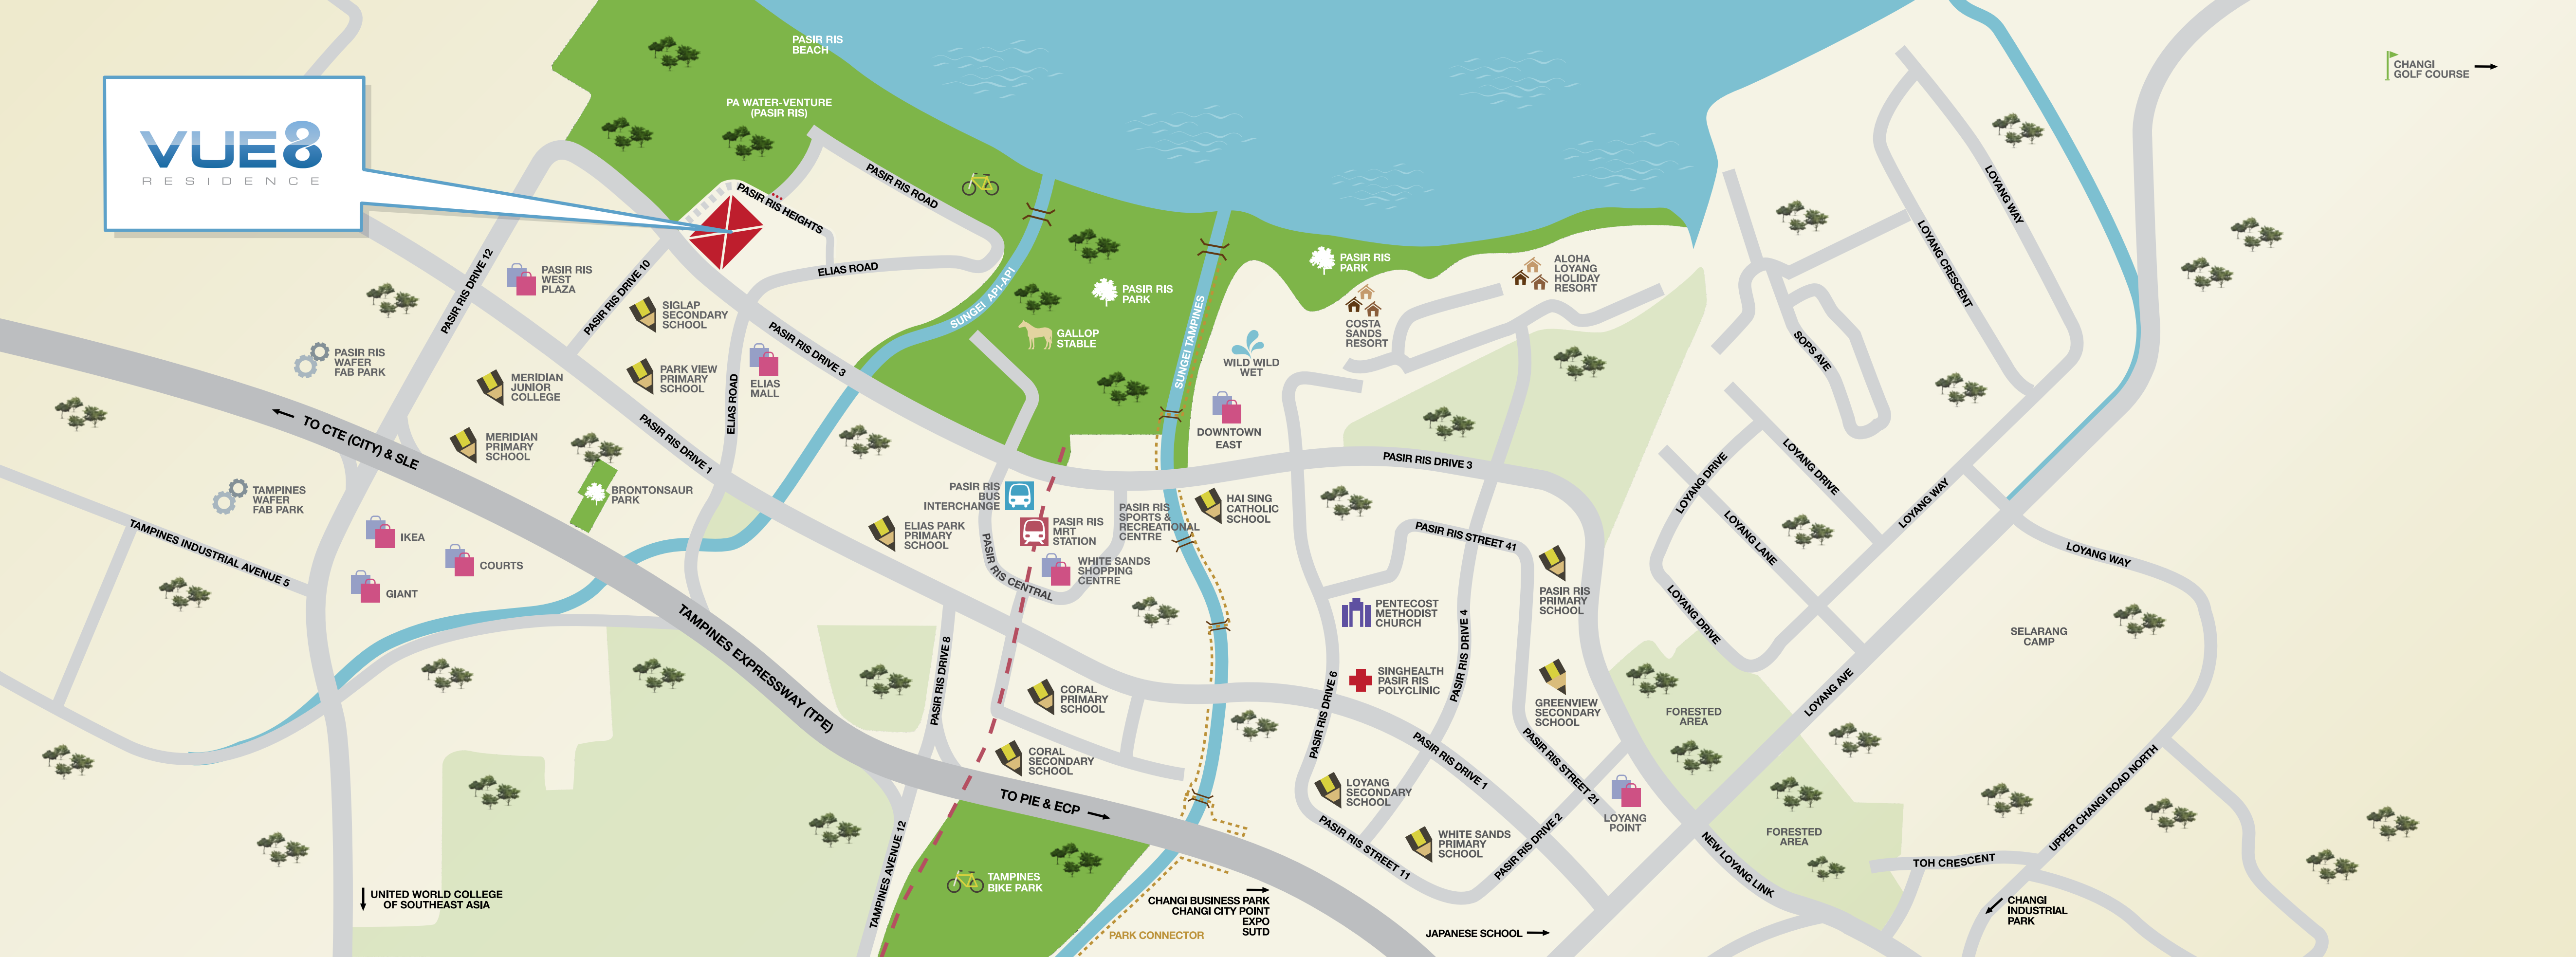 PASIR RIS
BEACH
CHANGI
GOLF COURSE
PA WATER-VENTURE
(PASIR RIS)
VUE8
RESIDENCE
PASIR RIS HEIGHTS
PASIR RIS ROAD
ELIAS ROAD
PASIR RIS DRIVE 12
PASIR RIS
WEST
PLAZA
PASIR RIS DRIVE 10
SIGLAP
SECONDARY
SCHOOL
PASIR RIS DRIVE 3
SUNGEI API-API
PASIR RIS
PARK
GALLOP
STABLE
SUNGEI TAMPINES
PASIR RIS
PARK
ALOHA
LOYANG
HOLIDAY
RESORT
COSTA
SANDS
RESORT
WILD WILD
WET
DOWNTOWN
EAST
LOYANG WAY
LOYANG CRESCENT
SOPS AVE
PASIR RIS
WAFER
FAB PARK
MERIDIAN
JUNIOR
COLLEGE
PARK VIEW
PRIMARY
SCHOOL
ELIAS
MALL
ELIAS ROAD
TO CTE (CITY) & SLE
MERIDIAN
PRIMARY
SCHOOL
PASIR RIS DRIVE 1
BRONTONSAUR
PARK
TAMPINES
WAFER
FAB PARK
TAMPINES INDUSTRIAL AVENUE 5
IKEA
COURTS
GIANT
ELIAS PARK
PRIMARY
SCHOOL
PASIR RIS
BUS
INTERCHANGE
PASIR RIS
MRT
STATION
PASIR RIS
SPORTS &
RECREATIONAL
CENTRE
WHITE SANDS
SHOPPING
CENTRE
PASIR RIS CENTRAL
HAI SING
CATHOLIC
SCHOOL
PASIR RIS DRIVE 3
PASIR RIS STREET 41
PASIR RIS
PRIMARY
SCHOOL
PENTECOST
METHODIST
CHURCH
SINGHEALTH
PASIR RIS
POLYCLINIC
PASIR RIS DRIVE 4
PASIR RIS DRIVE 6
GREENVIEW
SECONDARY
SCHOOL
LOYANG DRIVE
LOYANG DRIVE
LOYANG LANE
LOYANG WAY
LOYANG DRIVE
LOYANG WAY
SELARANG
CAMP
LOYANG AVE
FORESTED
AREA
FORESTED
AREA
TAMPINES EXPRESSWAY (TPE)
PASIR RIS DRIVE 8
CORAL
PRIMARY
SCHOOL
CORAL
SECONDARY
SCHOOL
TO PIE & ECP
PASIR RIS DRIVE 1
PASIR RIS STREET 21
LOYANG
SECONDARY
SCHOOL
LOYANG
POINT
PASIR RIS STREET 11
WHITE SANDS
PRIMARY
SCHOOL
PASIR RIS DRIVE 2
NEW LOYANG LINK
UPPER CHANGI ROAD NORTH
TOH CRESCENT
CHANGI
INDUSTRIAL
PARK
TAMPINES AVENUE 12
TAMPINES
BIKE PARK
UNITED WORLD COLLEGE
OF SOUTHEAST ASIA
CHANGI BUSINESS PARK
CHANGI CITY POINT
EXPO
SUTD
PARK CONNECTOR
JAPANESE SCHOOL